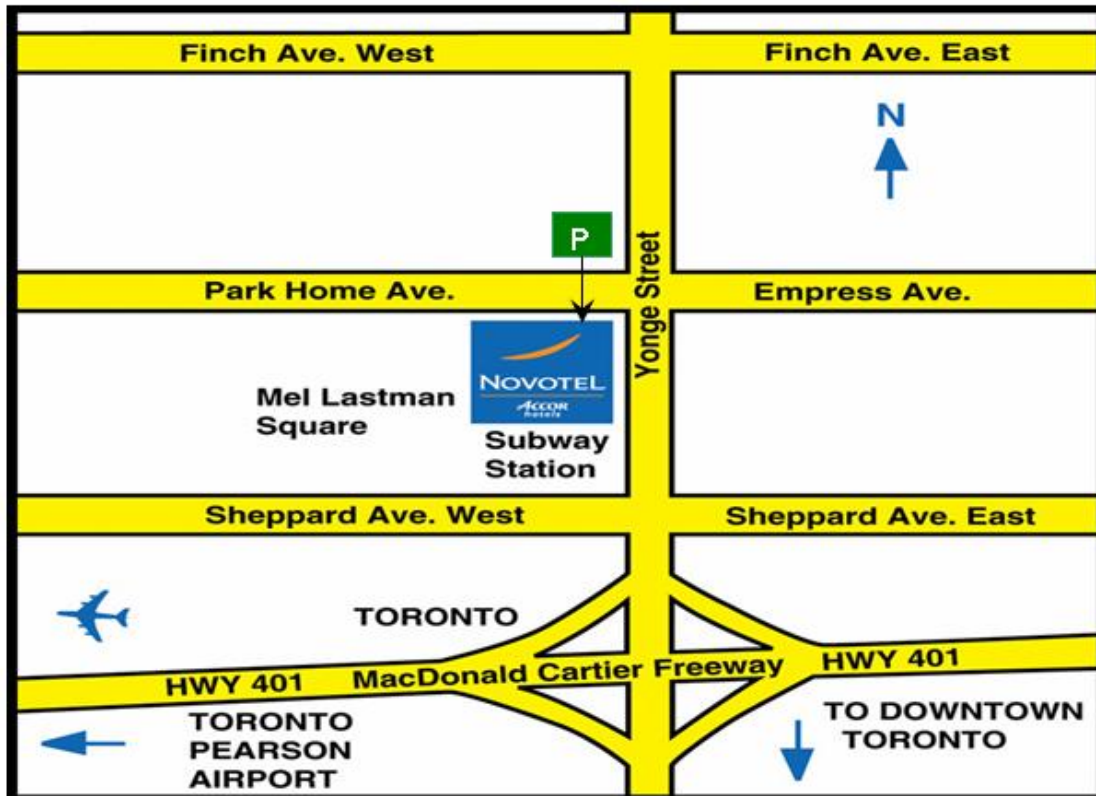 Finch Ave. West
Finch Ave. East
N
P
Yonge Street
Park Home Ave.
Empress Ave.
NOVOTEL
ACCOR
hotels
Mel Lastman
Square
Subway
Station
Sheppard Ave. West
Sheppard Ave. East
TORONTO
HWY 401
MacDonald Cartier Freeway
HWY 401
TORONTO
PEARSON
AIRPORT
TO DOWNTOWN
TORONTO